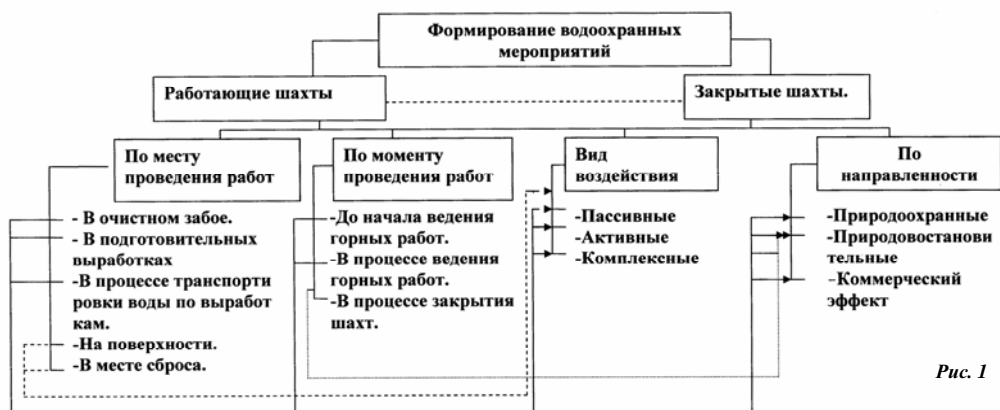 Формирование водоохранных
мероприятий
Работающие шахты
Закрытые шахты.
По месту
проведения работ
- В очистном забое.
- В подготовительных
выработках
-В процессе транспорти
ровки воды по выработ
кам.
-На поверхности.
-В месте сброса.
По моменту
проведения работ
-До начала ведения
горных работ.
-В процессе ведения
горных работ.
-В процессе закрытия
шахт.
Вид
воздействия
-Пассивные
-Активные
-Комплексные
По
направленности
-Природоохранные
-Природовостанови
тельные
-Коммерческий
эффект
Рис. 1